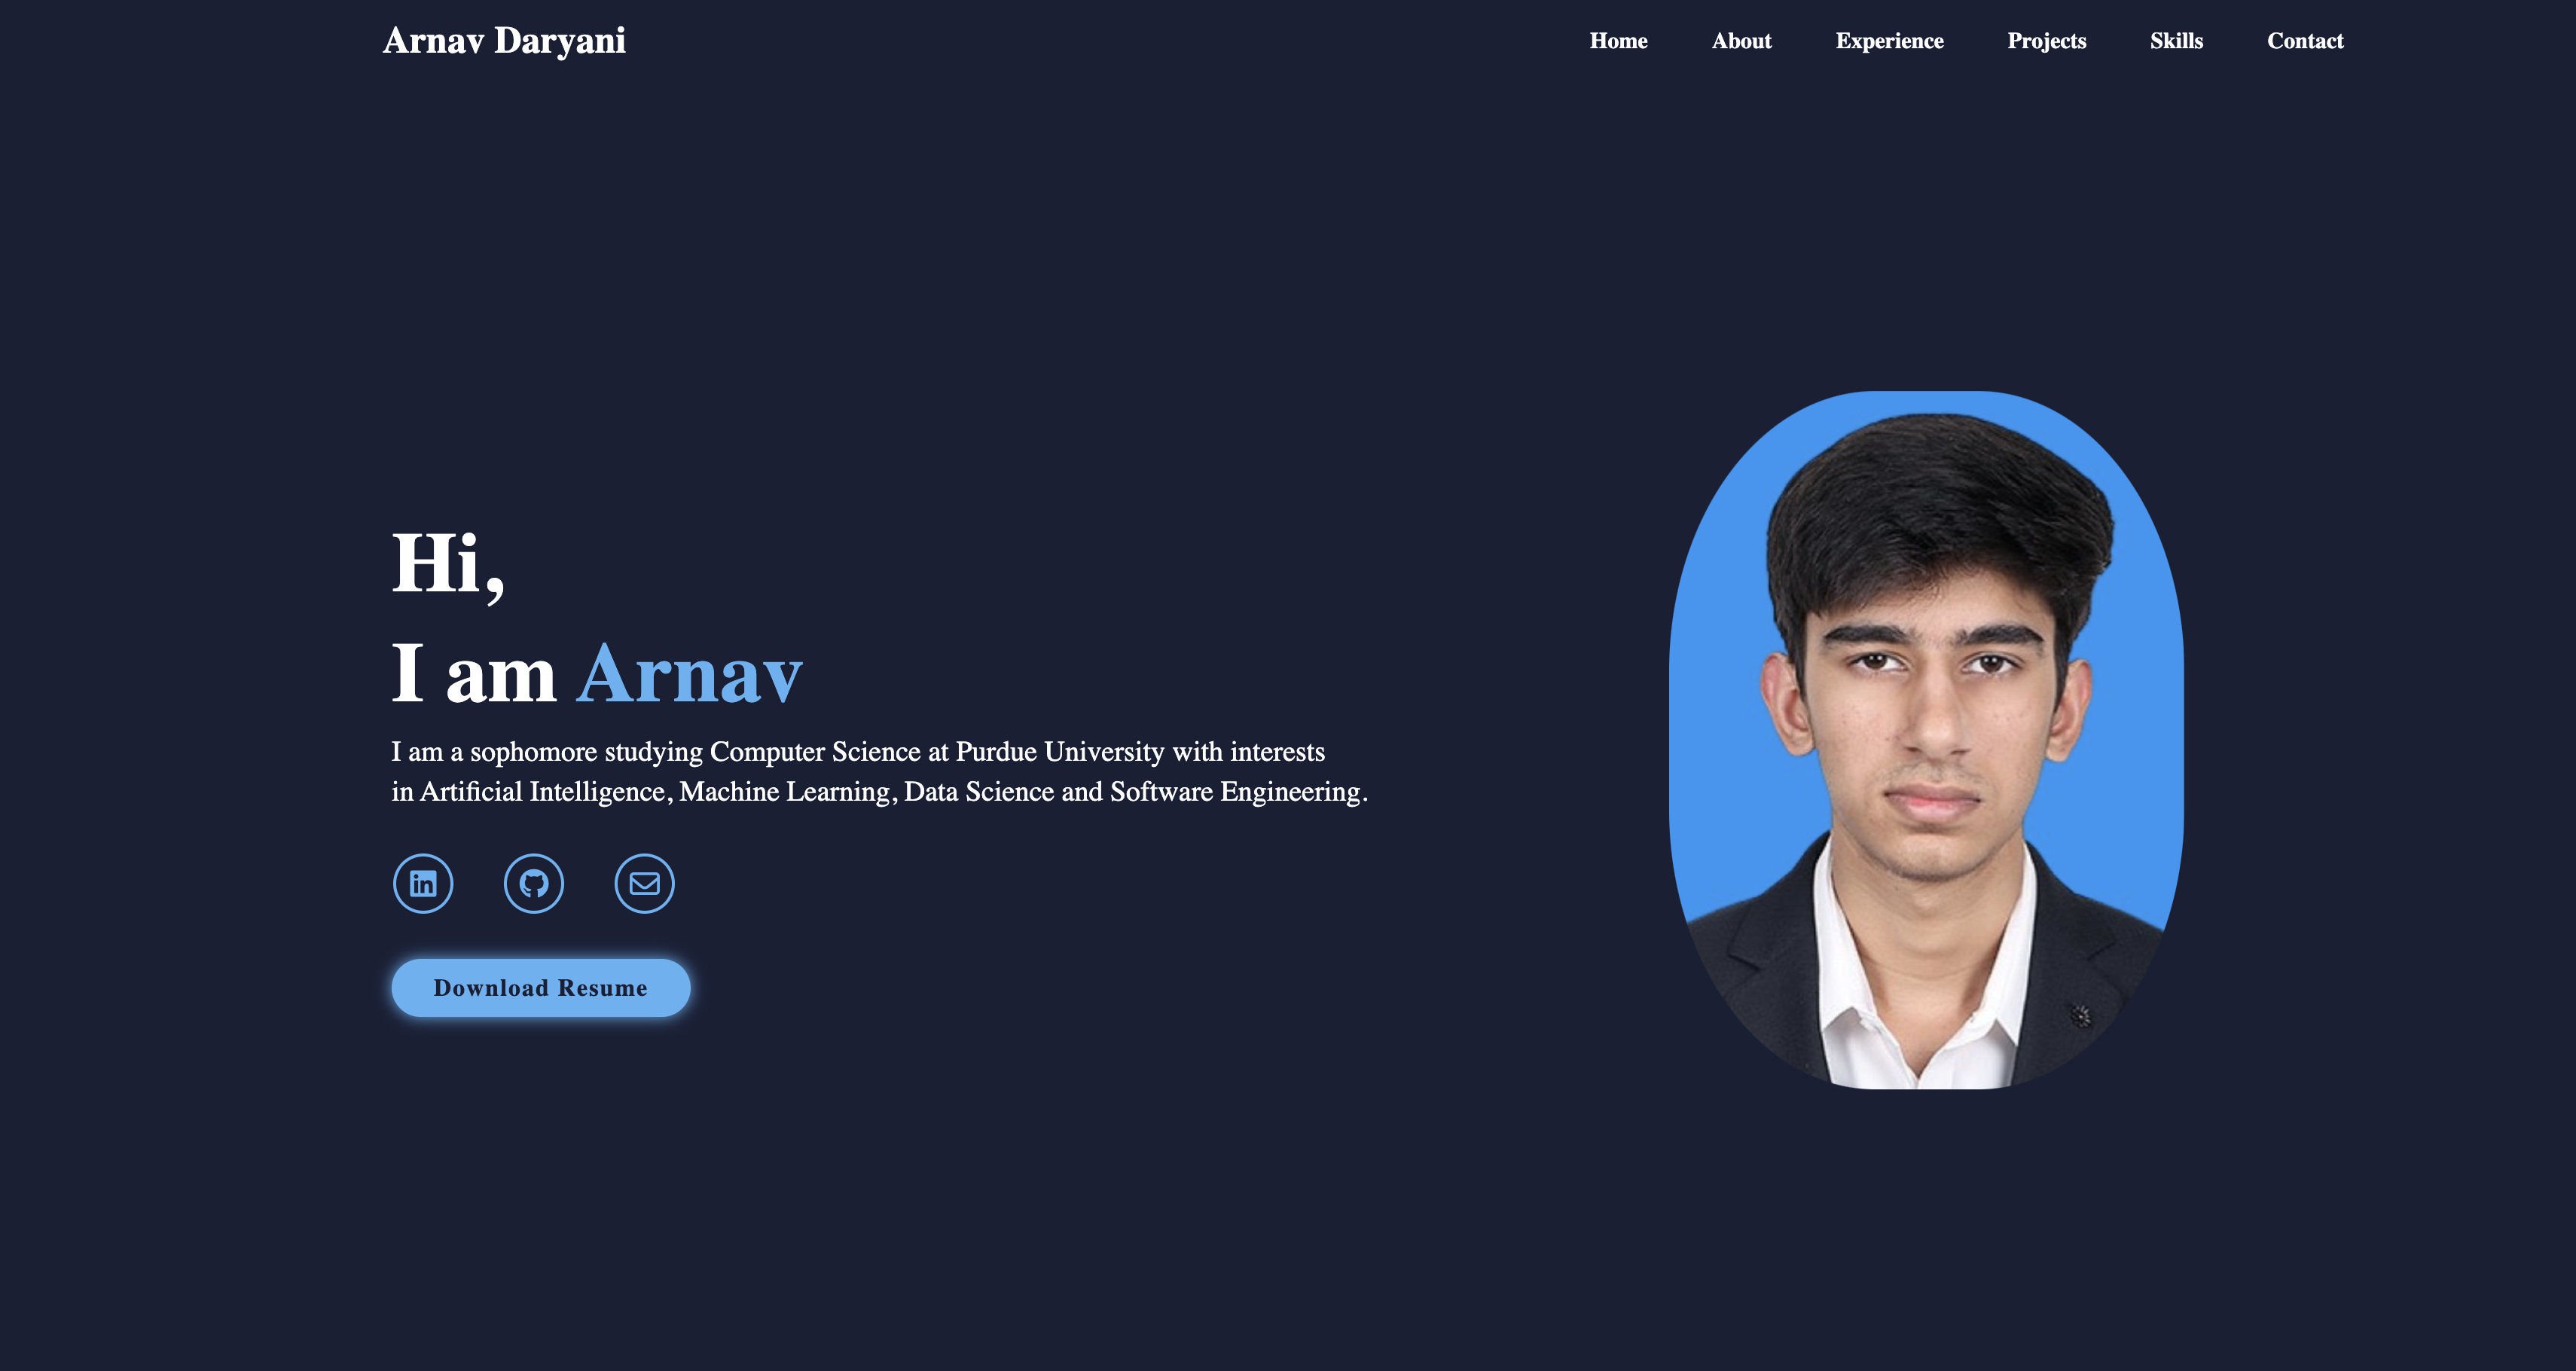 Arnav Daryani
Home About Experience Projects Skills Contact
Hi,
I am Arnav
I am a sophomore studying Computer Science at Purdue University with interests
in Artificial Intelligence, Machine Learning, Data Science and Software Engineering.
in
Download Resume